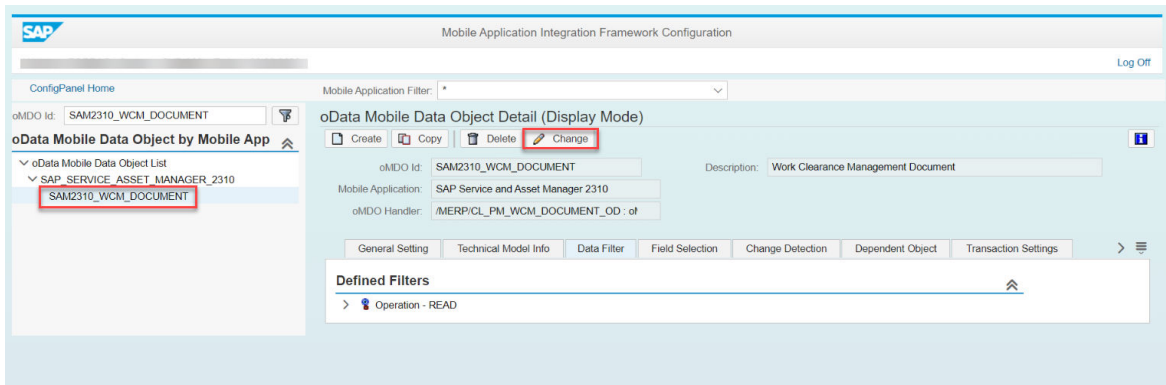 SAP
Mobile Application Integration Framework Configuration
Log Off
ConfigPanel Home
Mobile Application Filter: *
oMDO Id: SAM2310_WCM_DOCUMENT
oData Mobile Data Object by Mobile App
oData Mobile Data Object List
SAP_SERVICE_ASSET_MANAGER_2310
SAM2310_WCM_DOCUMENT
oData Mobile Data Object Detail (Display Mode)
Create Copy Delete Change
oMDO Id: SAM2310_WCM_DOCUMENT Description: Work Clearance Management Document
Mobile Application: SAP Service and Asset Manager 2310
oMDO Handler: /MERP/CL_PM_WCM_DOCUMENT_OD :
General Setting Technical Model Info Data Filter Field Selection Change Detection Dependent Object Transaction Settings
Defined Filters
Operation - READ